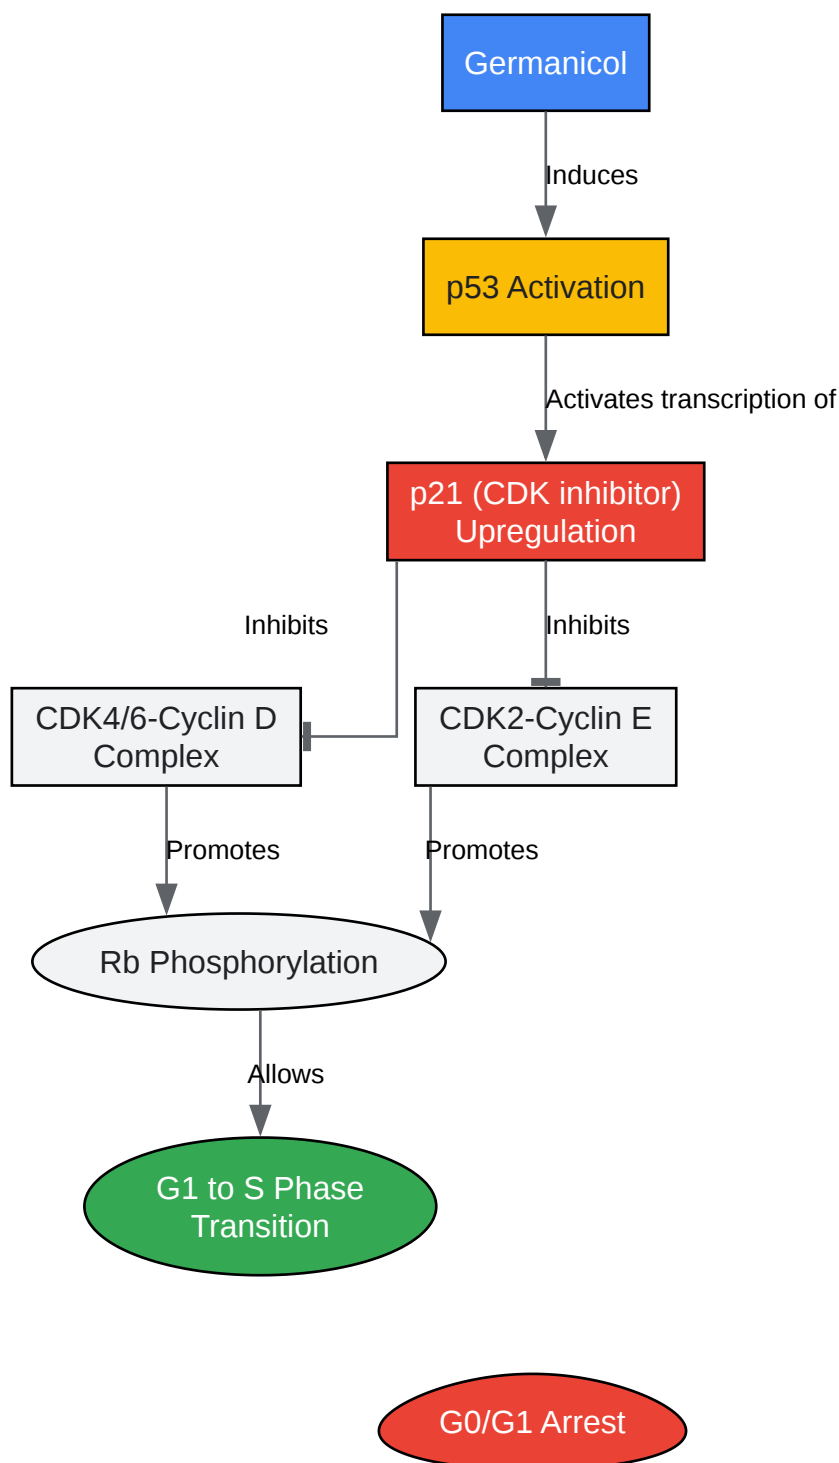 Germanicol
Induces
p53 Activation
Activates transcription of
p21 (CDK inhibitor)
Upregulation
Inhibits
Inhibits
CDK4/6-Cyclin D
Complex
CDK2-Cyclin E
Complex
Promotes
Promotes
Rb Phosphorylation
Allows
G1 to S Phase
Transition
G0/G1 Arrest